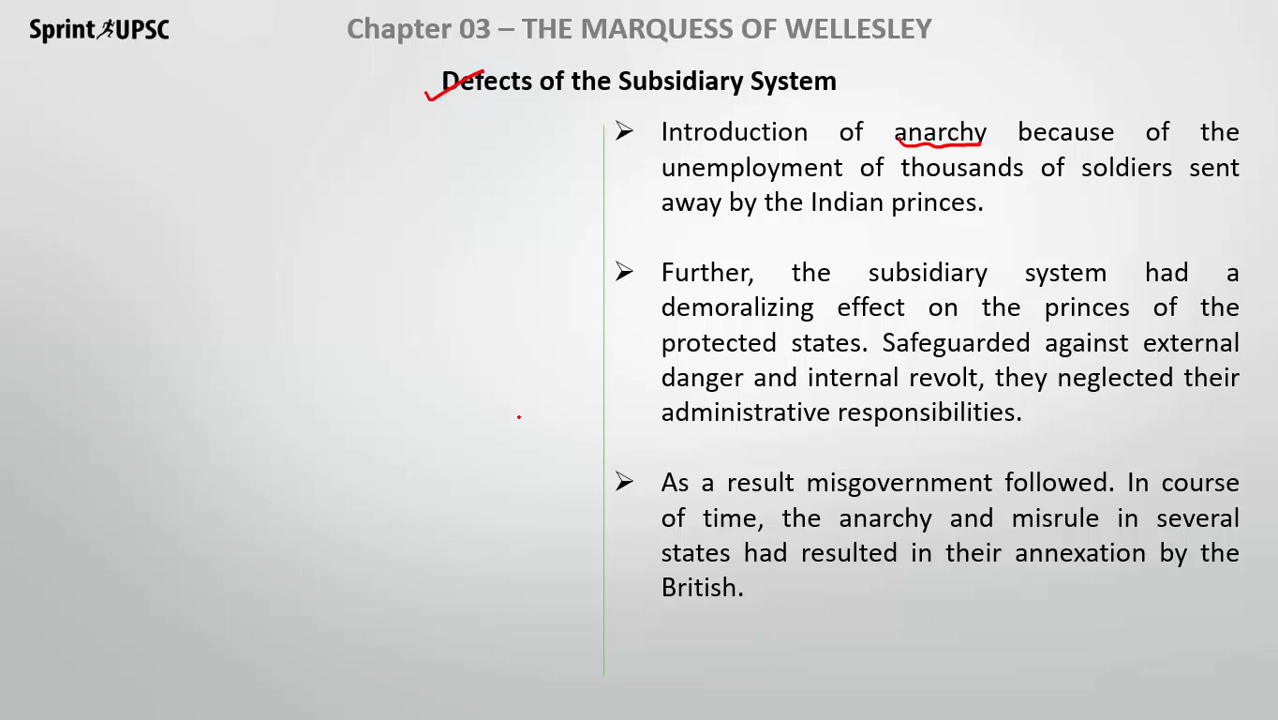 Sprint UPSC
Chapter 03 – THE MARQUESS OF WELLESLEY
Defects of the Subsidiary System
➢ Introduction of anarchy because of the
unemployment of thousands of soldiers sent
away by the Indian princes.
➢ Further, the subsidiary system had a
demoralizing effect on the princes of the
protected states. Safeguarded against external
danger and internal revolt, they neglected their
administrative responsibilities.
➢ As a result misgovernment followed. In course
of time, the anarchy and misrule in several
states had resulted in their annexation by the
British.